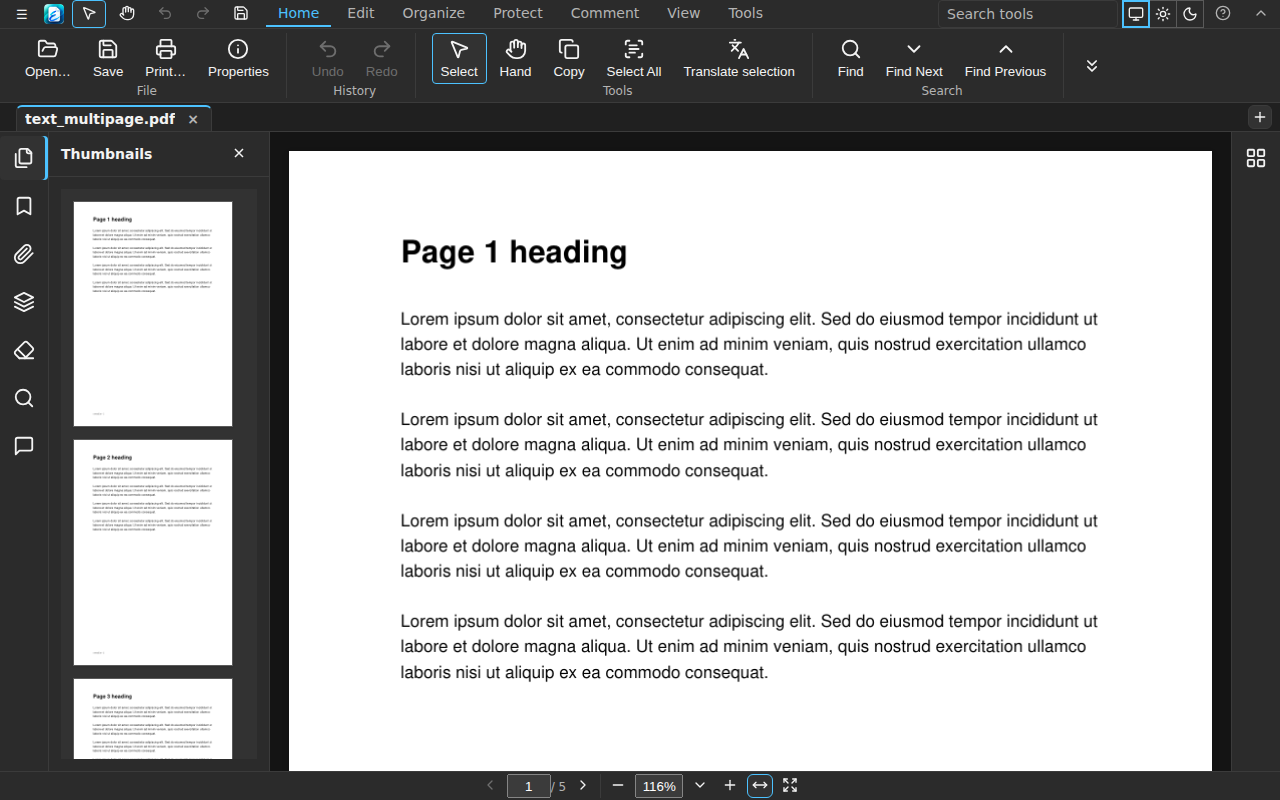 Home Edit Organize Protect Comment View Tools Search tools
Open... Save Print... Properties Undo Redo Select Hand Copy Select All Translate selection Find Find Next Find Previous
File History Tools Search
text_multipage.pdf
Thumbnails
Page 1 heading
Page 2 heading
Page 3 heading
Page 1 heading
Lorem ipsum dolor sit amet, consectetur adipiscing elit. Sed do eiusmod tempor incididunt ut
labore et dolore magna aliqua. Ut enim ad minim veniam, quis nostrud exercitation ullamco
laboris nisi ut aliquip ex ea commodo consequat.
Lorem ipsum dolor sit amet, consectetur adipiscing elit. Sed do eiusmod tempor incididunt ut
labore et dolore magna aliqua. Ut enim ad minim veniam, quis nostrud exercitation ullamco
laboris nisi ut aliquip ex ea commodo consequat.
Lorem ipsum dolor sit amet, consectetur adipiscing elit. Sed do eiusmod tempor incididunt ut
labore et dolore magna aliqua. Ut enim ad minim veniam, quis nostrud exercitation ullamco
laboris nisi ut aliquip ex ea commodo consequat.
Lorem ipsum dolor sit amet, consectetur adipiscing elit. Sed do eiusmod tempor incididunt ut
labore et dolore magna aliqua. Ut enim ad minim veniam, quis nostrud exercitation ullamco
laboris nisi ut aliquip ex ea commodo consequat.
1 / 5 116%